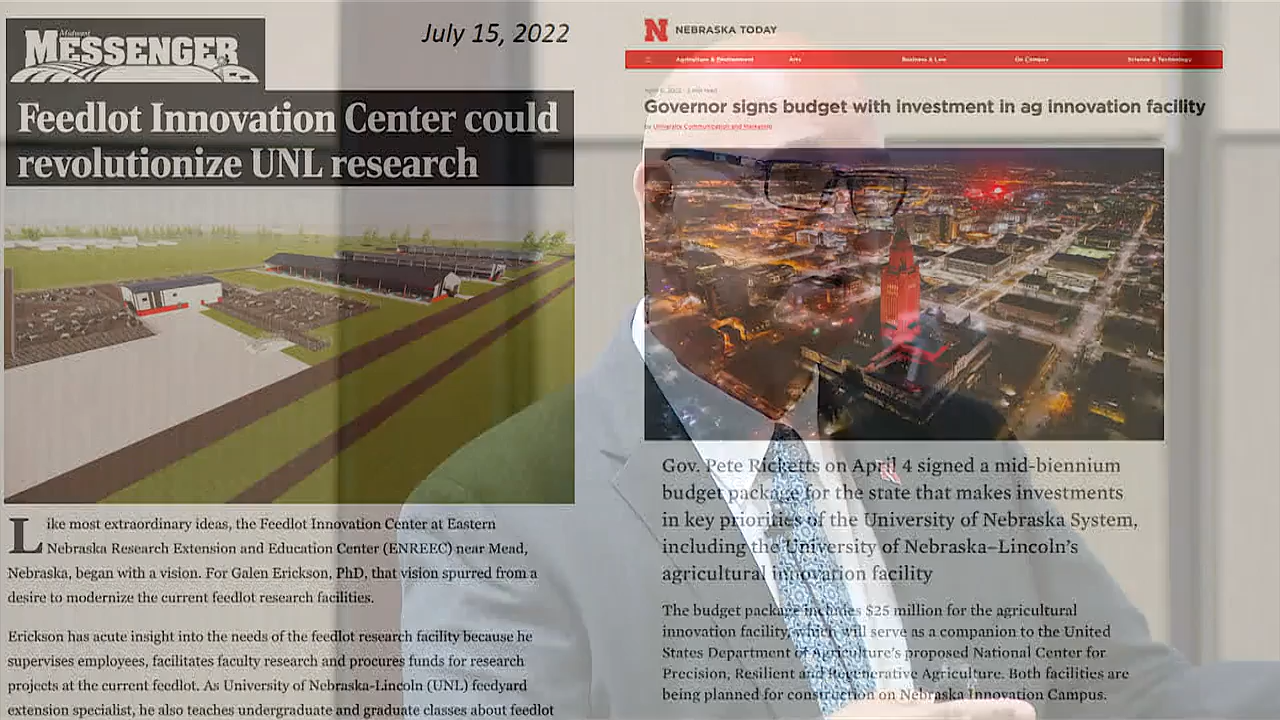 Midwest
MESSENGER
July 15, 2022
Feedlot Innovation Center could
revolutionize UNL research
Like most extraordinary ideas, the Feedlot Innovation Center at Eastern
Nebraska Research Extension and Education Center (ENREEC) near Mead,
Nebraska, began with a vision. For Galen Erickson, PhD, that vision spurred from a
desire to modernize the current feedlot research facilities.
Erickson has acute insight into the needs of the feedlot research facility because he
supervises employees, facilitates faculty research and procures funds for research
projects at the current feedlot. As University of Nebraska-Lincoln (UNL) feedyard
extension specialist, he also teaches undergraduate and graduate classes about feedlot
N NEBRASKA TODAY
Agriculture & Environment Arts Business & Law On Campus Science & Technology
Governor signs budget with investment in ag innovation facility
by University Communication and Marketing
Gov. Pete Ricketts on April 4 signed a mid-biennium
budget package for the state that makes investments
in key priorities of the University of Nebraska System,
including the University of Nebraska–Lincoln's
agricultural innovation facility
The budget package includes $25 million for the agricultural
innovation facility, which will serve as a companion to the United
States Department of Agriculture's proposed National Center for
Precision, Resilient and Regenerative Agriculture. Both facilities are
being planned for construction on Nebraska Innovation Campus.